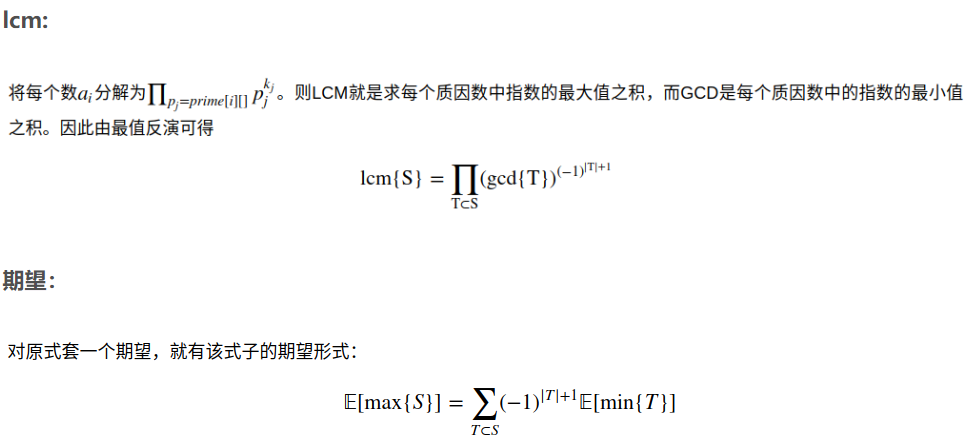 lcm:
将每个数$a_i$分解为$\prod_{p_j=prime[i][]} p_j^{k_j}$。则LCM就是求每个质因数中指数的最大值之积，而GCD是每个质因数中的指数的最小值
之积。因此由最值反演可得
$\mathrm{lcm}\{\mathrm{S}\} = \prod_{\mathrm{T} \subset \mathrm{S}} (\gcd\{\mathrm{T}\})^{(-1)^{|\mathrm{T}|+1}}$
期望：
对原式套一个期望，就有该式子的期望形式：
$\mathbb{E}[\max\{S\}] = \sum_{T \subset S} (-1)^{|T|+1} \mathbb{E}[\min\{T\}]$